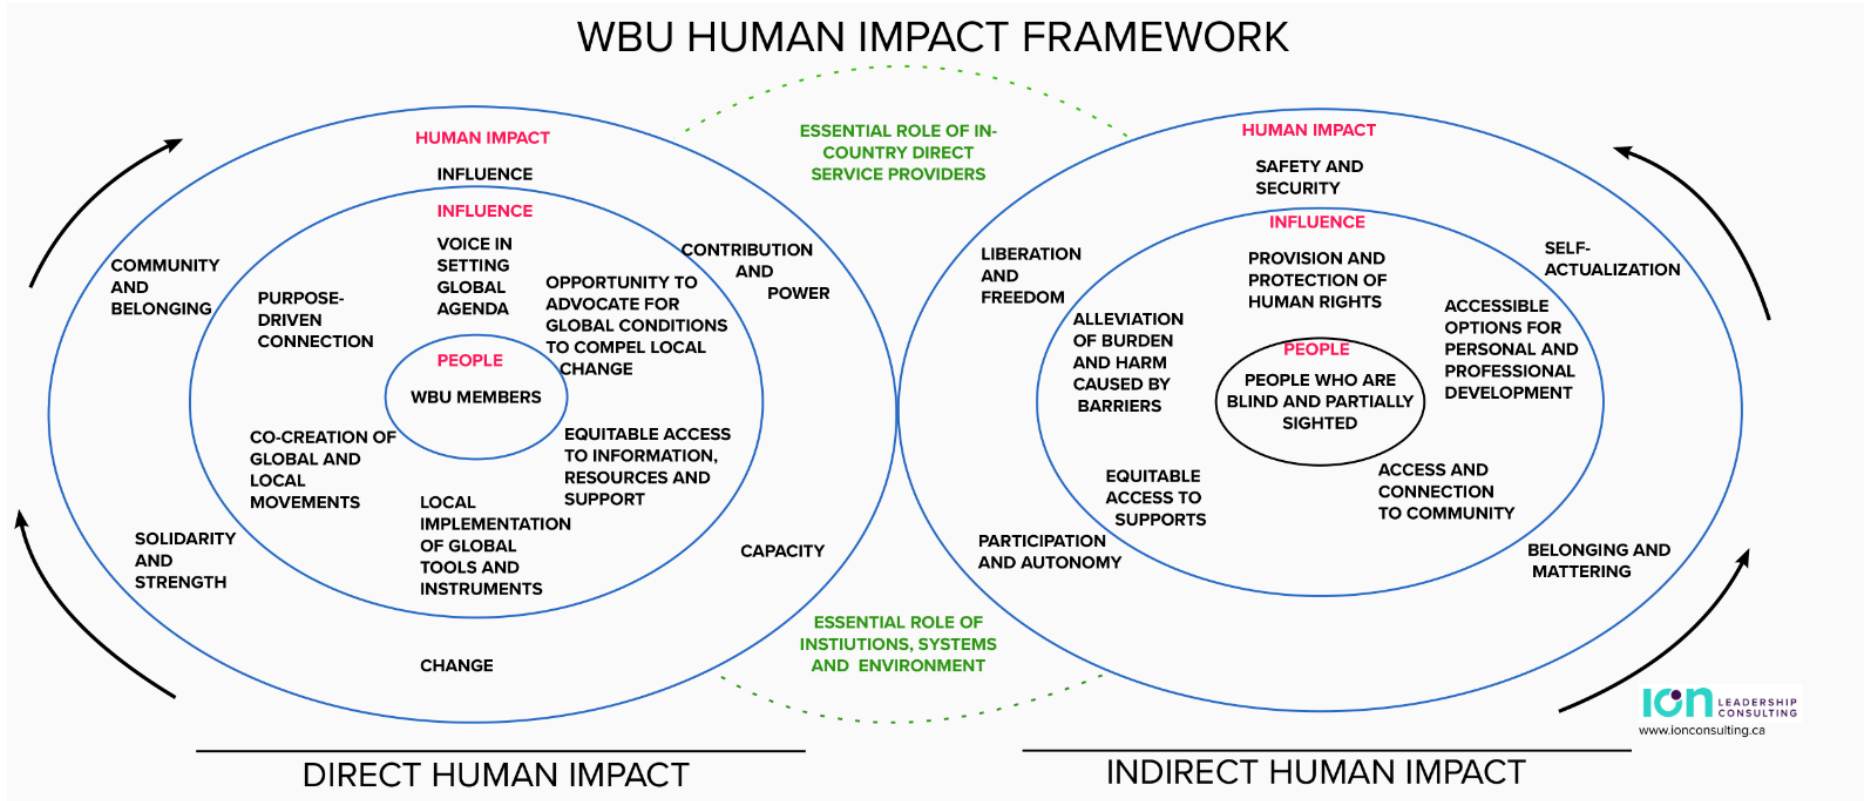 WBU HUMAN IMPACT FRAMEWORK
HUMAN IMPACT
INFLUENCE
INFLUENCE
VOICE IN
SETTING
GLOBAL
AGENDA
CONTRIBUTION
AND
POWER
OPPORTUNITY TO
ADVOCATE FOR
GLOBAL CONDITIONS
TO COMPEL LOCAL
CHANGE
COMMUNITY
AND
BELONGING
PURPOSE-
DRIVEN
CONNECTION
PEOPLE
WBU MEMBERS
CO-CREATION OF
GLOBAL AND
LOCAL
MOVEMENTS
EQUITABLE ACCESS
TO INFORMATION,
RESOURCES AND
SUPPORT
LOCAL
IMPLEMENTATION
OF GLOBAL
TOOLS AND
INSTRUMENTS
SOLIDARITY
AND
STRENGTH
CAPACITY
CHANGE
DIRECT HUMAN IMPACT
ESSENTIAL ROLE OF IN-
COUNTRY DIRECT
SERVICE PROVIDERS
ESSENTIAL ROLE OF
INSTIUTIONS, SYSTEMS
AND ENVIRONMENT
HUMAN IMPACT
SAFETY AND
SECURITY
INFLUENCE
PROVISION AND
PROTECTION OF
HUMAN RIGHTS
LIBERATION
AND
FREEDOM
SELF-
ACTUALIZATION
ALLEVIATION
OF BURDEN
AND HARM
CAUSED BY
BARRIERS
ACCESSIBLE
OPTIONS FOR
PERSONAL AND
PROFESSIONAL
DEVELOPMENT
PEOPLE
PEOPLE WHO ARE
BLIND AND PARTIALLY
SIGHTED
EQUITABLE
ACCESS TO
SUPPORTS
ACCESS AND
CONNECTION
TO COMMUNITY
PARTICIPATION
AND AUTONOMY
BELONGING AND
MATTERING
INDIRECT HUMAN IMPACT
ion LEADERSHIP
CONSULTING
www.ionconsulting.ca